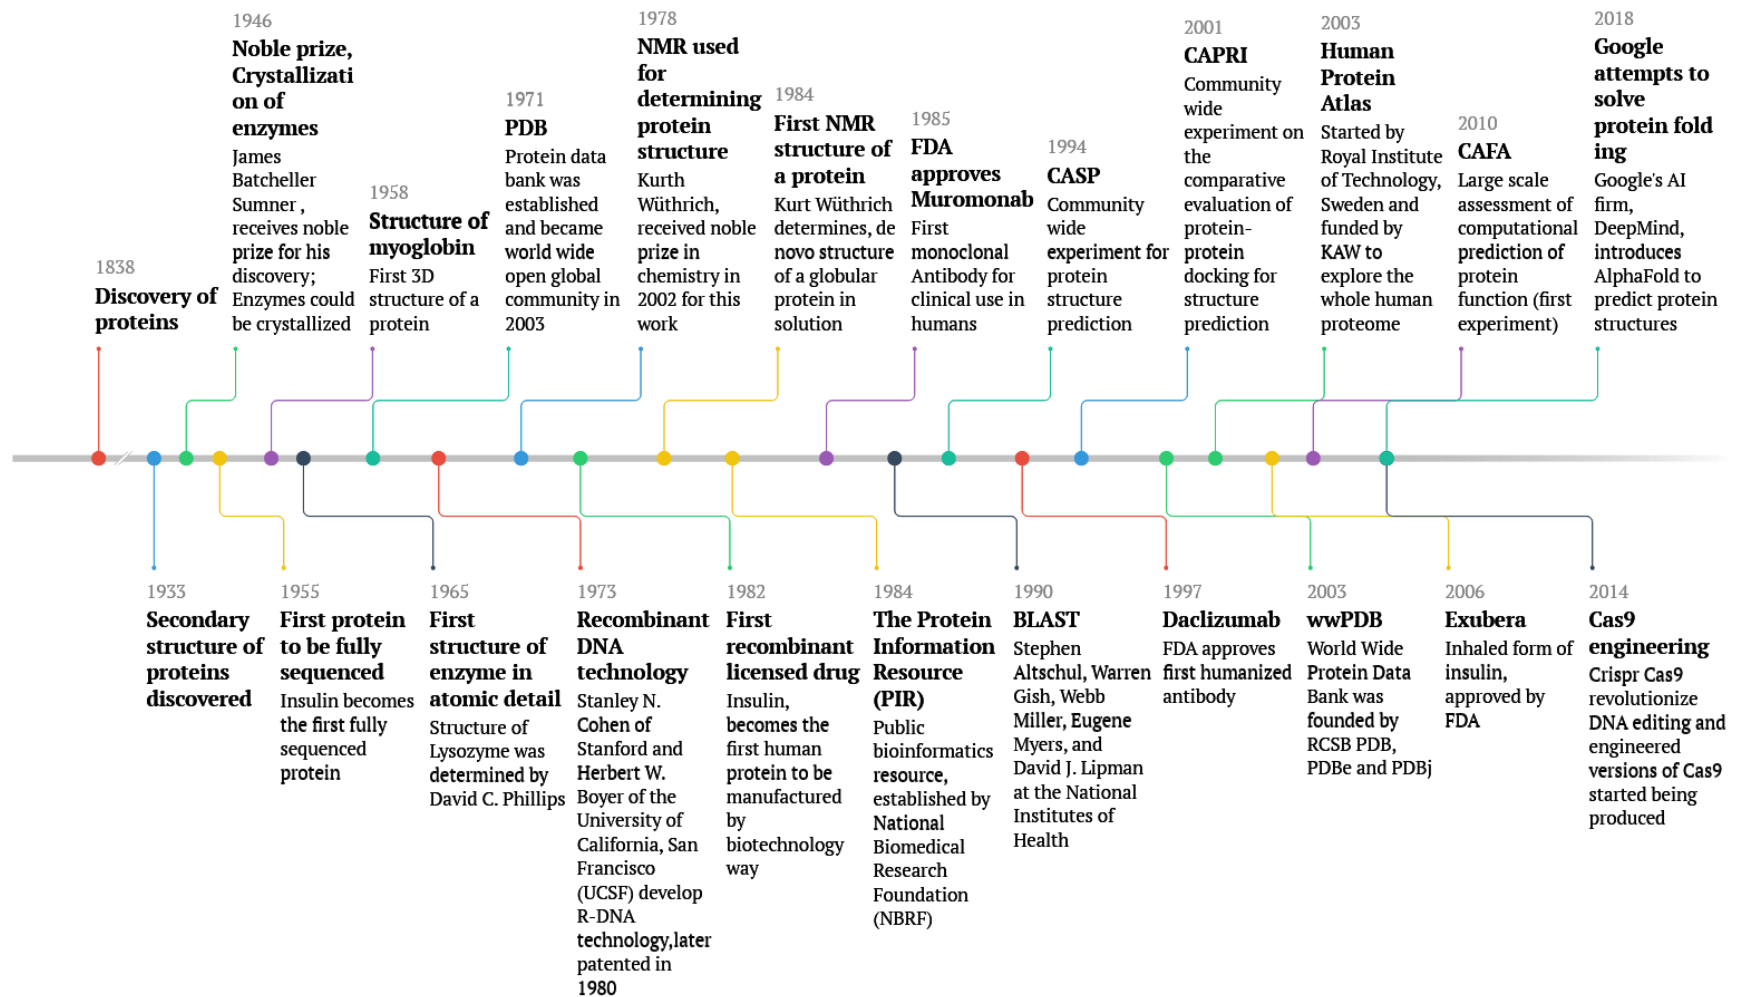 1838
Discovery of
proteins
1946
Noble prize,
Crystallizati
on of
enzymes
James
Batcheller
Sumner ,
receives noble
prize for his
discovery;
Enzymes could
be crystallized
1958
Structure of
myoglobin
First 3D
structure of a
protein
1971
PDB
Protein data
bank was
established
and became
world wide
open global
community in
2003
1978
NMR used
for
determining
protein
structure
Kurth
Wüthrich,
received noble
prize in
chemistry in
2002 for this
work
1984
First NMR
structure of
a protein
Kurt Wüthrich
determines, de
novo structure
of a globular
protein in
solution
1985
FDA
approves
Muromonab
First
monoclonal
Antibody for
clinical use in
humans
1994
CASP
Community
wide
experiment for
protein
structure
prediction
2001
CAPRI
Community
wide
experiment on
the
comparative
evaluation of
protein-
protein
docking for
structure
prediction
2003
Human
Protein
Atlas
Started by
Royal Institute
of Technology,
Sweden and
funded by
KAW to
explore the
whole human
proteome
2010
CAFA
Large scale
assessment of
computational
prediction of
protein
function (first
experiment)
2018
Google
attempts to
solve
protein fold
ing
Google's AI
firm,
DeepMind,
introduces
AlphaFold to
predict protein
structures
1933
Secondary
structure of
proteins
discovered
1955
First protein
to be fully
sequenced
Insulin becomes
the first fully
sequenced
protein
1965
First
structure of
enzyme in
atomic detail
Structure of
Lysozyme was
determined by
David C. Phillips
1973
Recombinant
DNA
technology
Stanley N.
Cohen of
Stanford and
Herbert W.
Boyer of the
University of
California, San
Francisco
(UCSF) develop
R-DNA
technology,later
patented in
1980
1982
First
recombinant
licensed drug
Insulin,
becomes the
first human
protein to be
manufactured
by
biotechnology
way
1984
The Protein
Information
Resource
(PIR)
Public
bioinformatics
resource,
established by
National
Biomedical
Research
Foundation
(NBRF)
1990
BLAST
Stephen
Altschul, Warren
Gish, Webb
Miller, Eugene
Myers, and
David J. Lipman
at the National
Institutes of
Health
1997
Daclizumab
FDA approves
first humanized
antibody
2003
wwPDB
World Wide
Protein Data
Bank was
founded by
RCSB PDB,
PDBe and PDBj
2006
Exubera
Inhaled form of
insulin,
approved by
FDA
2014
Cas9
engineering
Crispr Cas9
revolutionize
DNA editing and
engineered
versions of Cas9
started being
produced